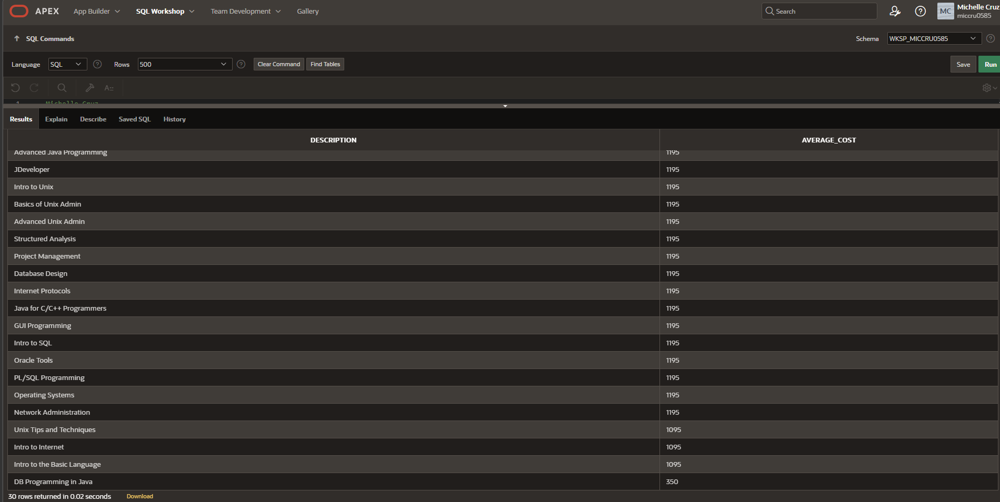 APEX App Builder SQL Workshop Team Development Gallery Search MC Michelle Cruz
miccru0585
SQL Commands Schema WKSP_MICCRU0585
Language SQL Rows 500 Clear Command Find Tables Save Run
A
1 Michelle Cruz
Results Explain Describe Saved SQL History
DESCRIPTION AVERAGE_COST
Advanced Java Programming 1195
JDeveloper 1195
Intro to Unix 1195
Basics of Unix Admin 1195
Advanced Unix Admin 1195
Structured Analysis 1195
Project Management 1195
Database Design 1195
Internet Protocols 1195
Java for C/C++ Programmers 1195
GUI Programming 1195
Intro to SQL 1195
Oracle Tools 1195
PL/SQL Programming 1195
Operating Systems 1195
Network Administration 1195
Unix Tips and Techniques 1095
Intro to Internet 1095
Intro to the Basic Language 1095
DB Programming in Java 350
30 rows returned in 0.02 seconds Download